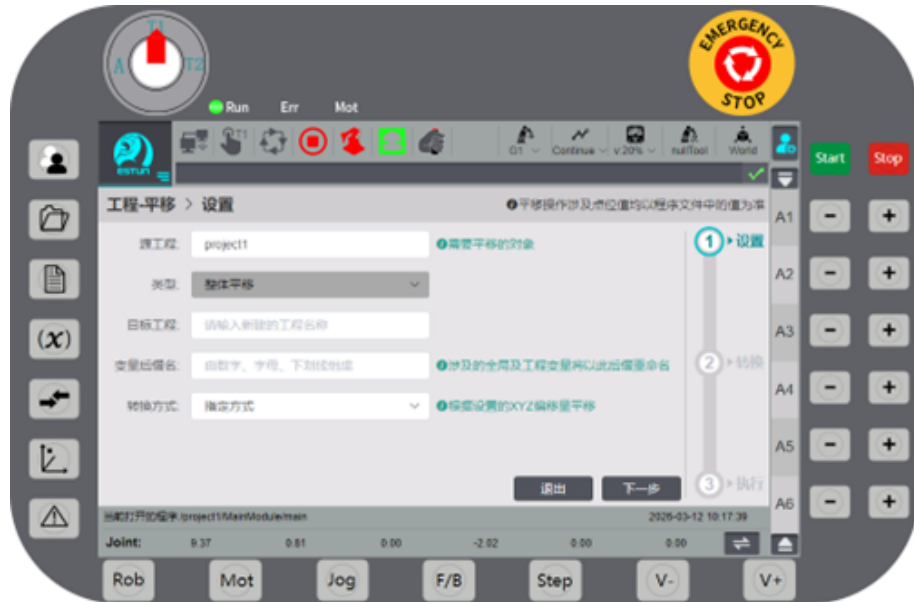 T1
A
T2
EMERGENCY
STOP
Run Err Mot
T1
ESTUN
G1 Continue v:20% nullTool World
Start Stop
工程-平移 > 设置
平移操作涉及点位值均以程序文件中的值为准
A1 - +
源工程: project1 需要平移的对象
1 设置
类型: 整体平移
A2 - +
目标工程: 请输入新建的工程名称
A3 - +
(x)
变量后缀名: 由数字、字母、下划线组成 涉及的全局及工程变量将以此后缀重命名
2 转换
转换方式: 指定方式 根据设置的XYZ偏移量平移
A4 - +
A5 - +
退出 下一步
3 执行
A6 - +
当前打开的程序:/project1/MainModule/main 2026-03-12 10:17:39
Joint: 9.37 0.81 0.00 -2.02 0.00 0.00
Rob Mot Jog F/B Step V- V+